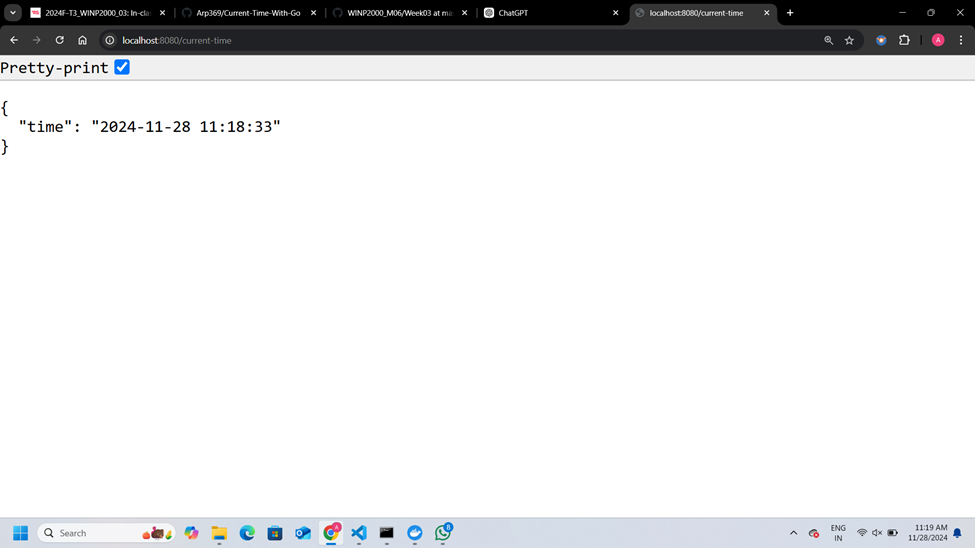 2024F-T3_WINP2000_03: In-cla
Arp369/Current-Time-With-Go
WINP2000_M06/Week03 at ma
ChatGPT
localhost:8080/current-time
localhost:8080/current-time
A
Pretty-print
{
"time": "2024-11-28 11:18:33"
}
Search
A
8
ENG
IN
11:19 AM
11/28/2024